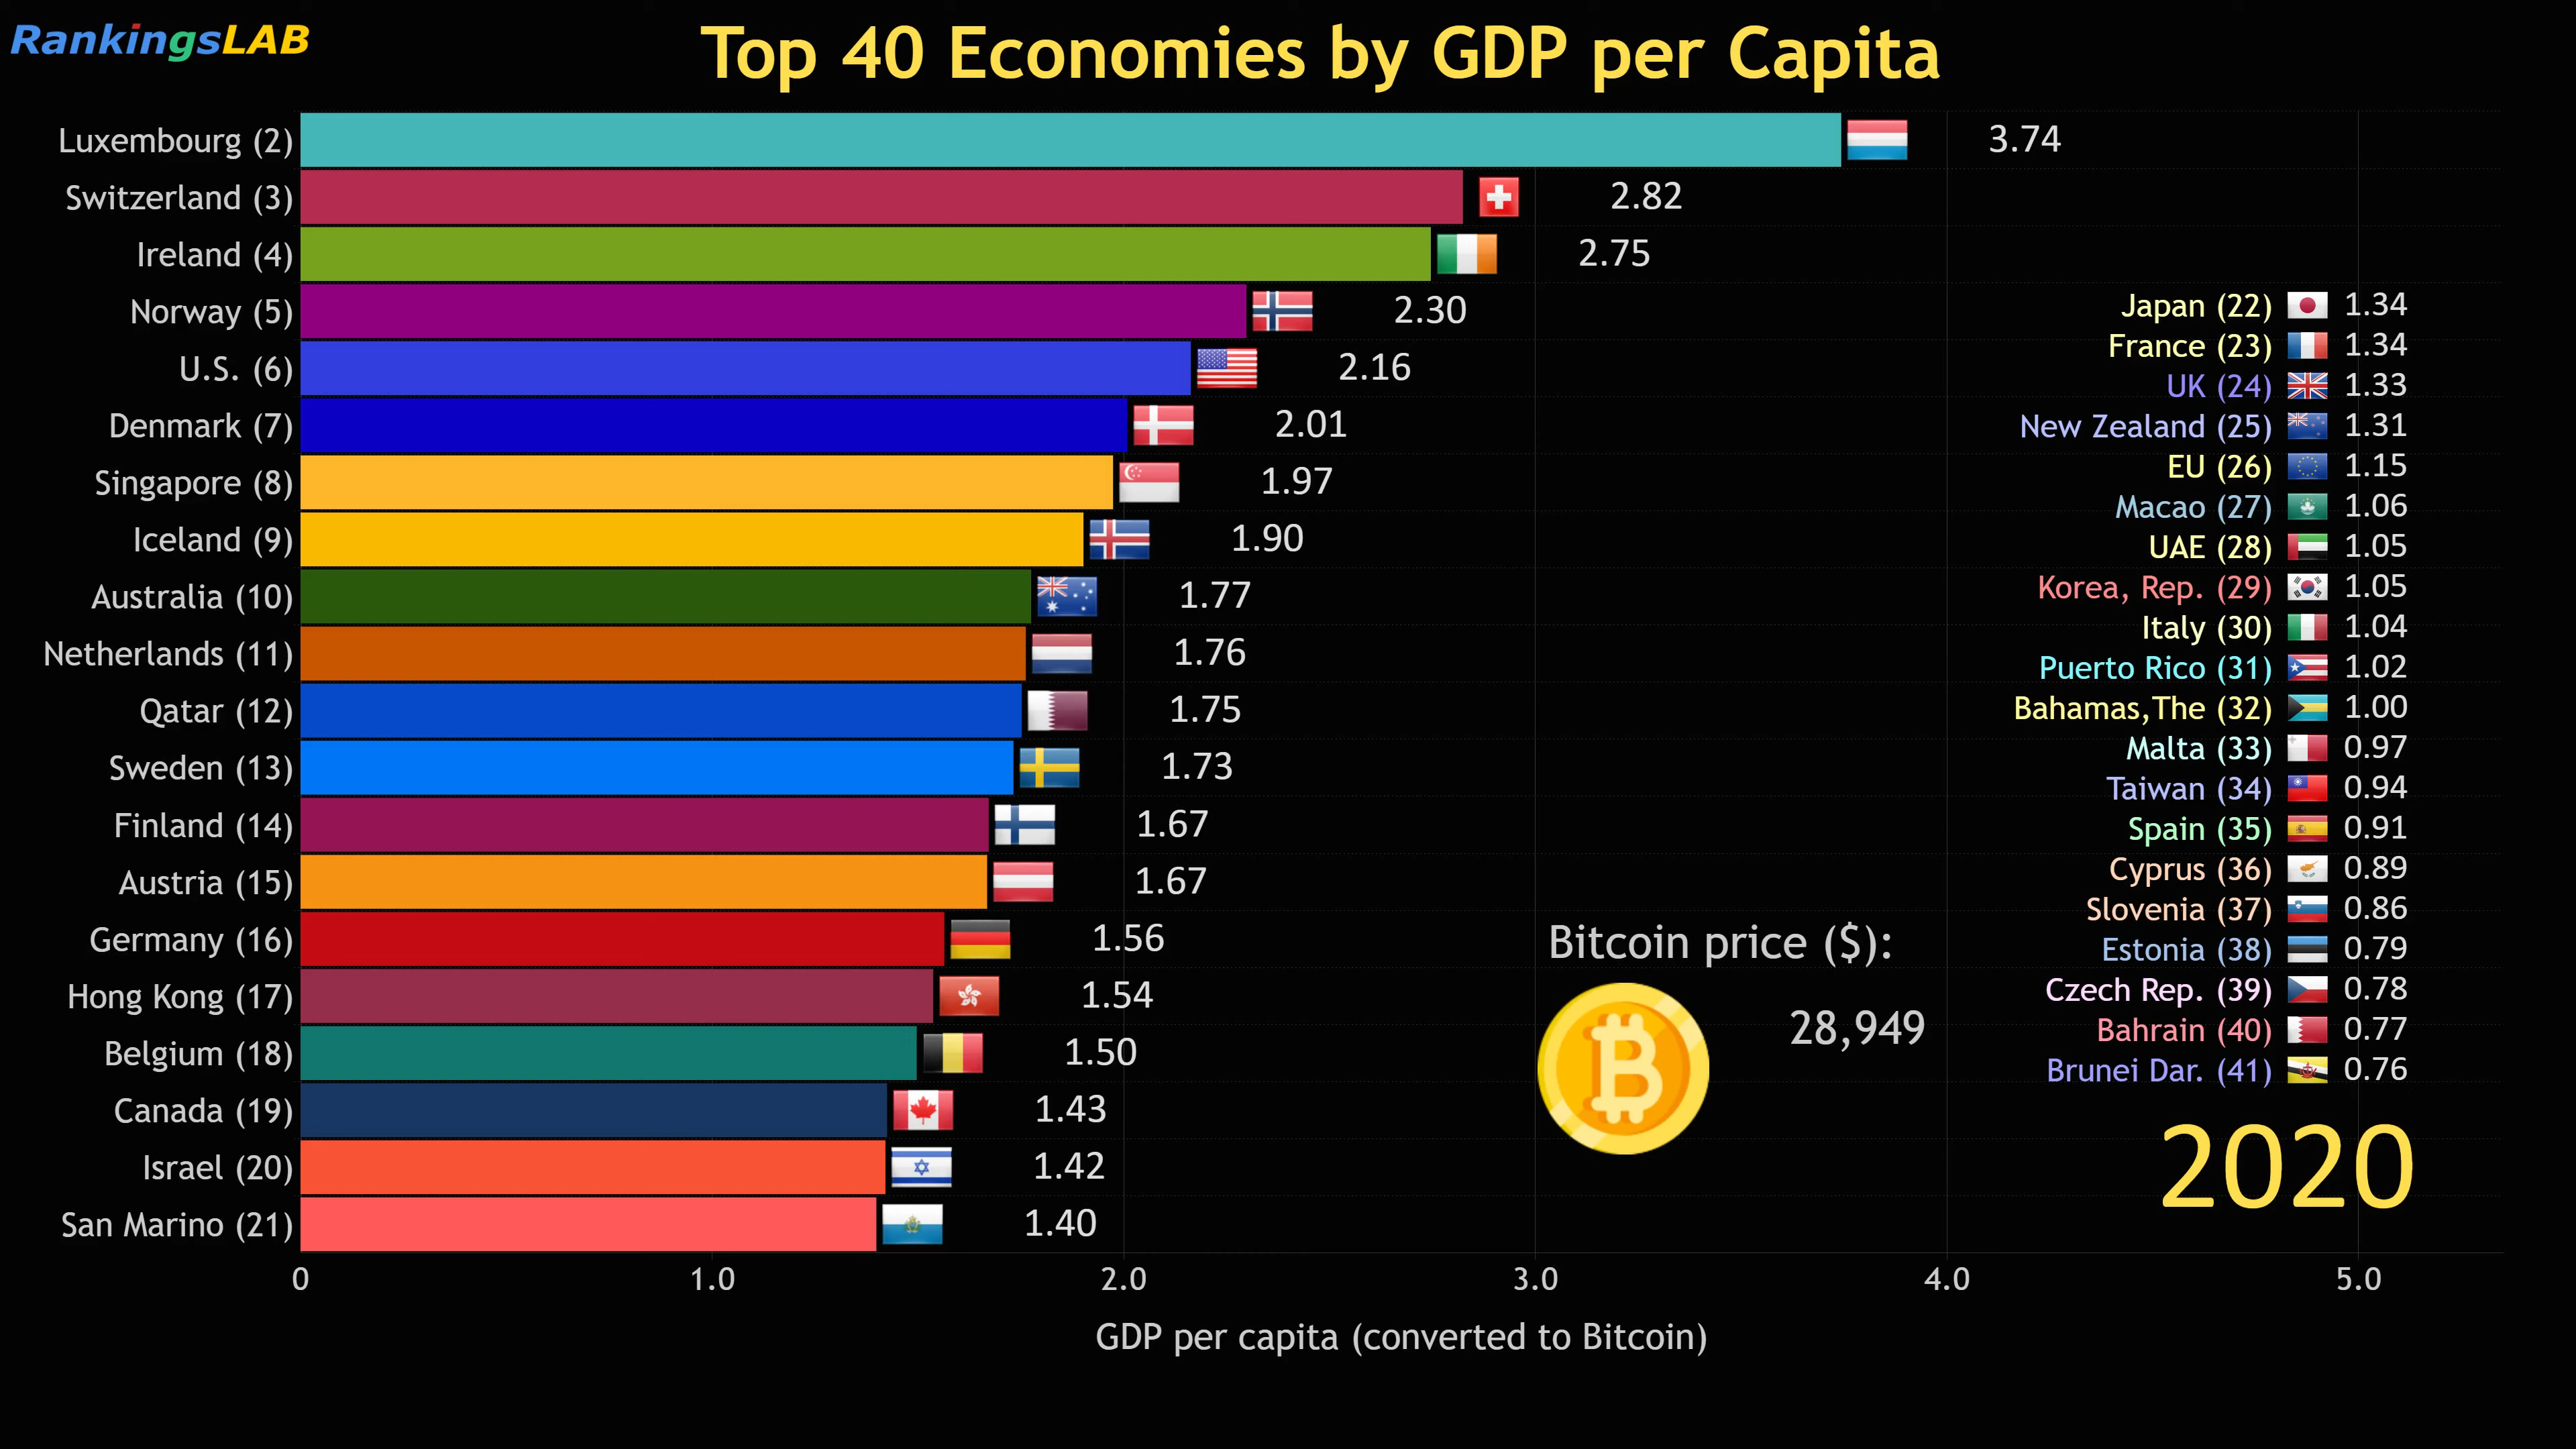 RankingsLAB
Top 40 Economies by GDP per Capita
Luxembourg (2) 3.74
Switzerland (3) 2.82
Ireland (4) 2.75
Norway (5) 2.30
U.S. (6) 2.16
Denmark (7) 2.01
Singapore (8) 1.97
Iceland (9) 1.90
Australia (10) 1.77
Netherlands (11) 1.76
Qatar (12) 1.75
Sweden (13) 1.73
Finland (14) 1.67
Austria (15) 1.67
Germany (16) 1.56
Hong Kong (17) 1.54
Belgium (18) 1.50
Canada (19) 1.43
Israel (20) 1.42
San Marino (21) 1.40
Japan (22) 1.34
France (23) 1.34
UK (24) 1.33
New Zealand (25) 1.31
EU (26) 1.15
Macao (27) 1.06
UAE (28) 1.05
Korea, Rep. (29) 1.05
Italy (30) 1.04
Puerto Rico (31) 1.02
Bahamas,The (32) 1.00
Malta (33) 0.97
Taiwan (34) 0.94
Spain (35) 0.91
Cyprus (36) 0.89
Slovenia (37) 0.86
Estonia (38) 0.79
Czech Rep. (39) 0.78
Bahrain (40) 0.77
Brunei Dar. (41) 0.76
Bitcoin price ($):
28,949
2020
0 1.0 2.0 3.0 4.0 5.0
GDP per capita (converted to Bitcoin)